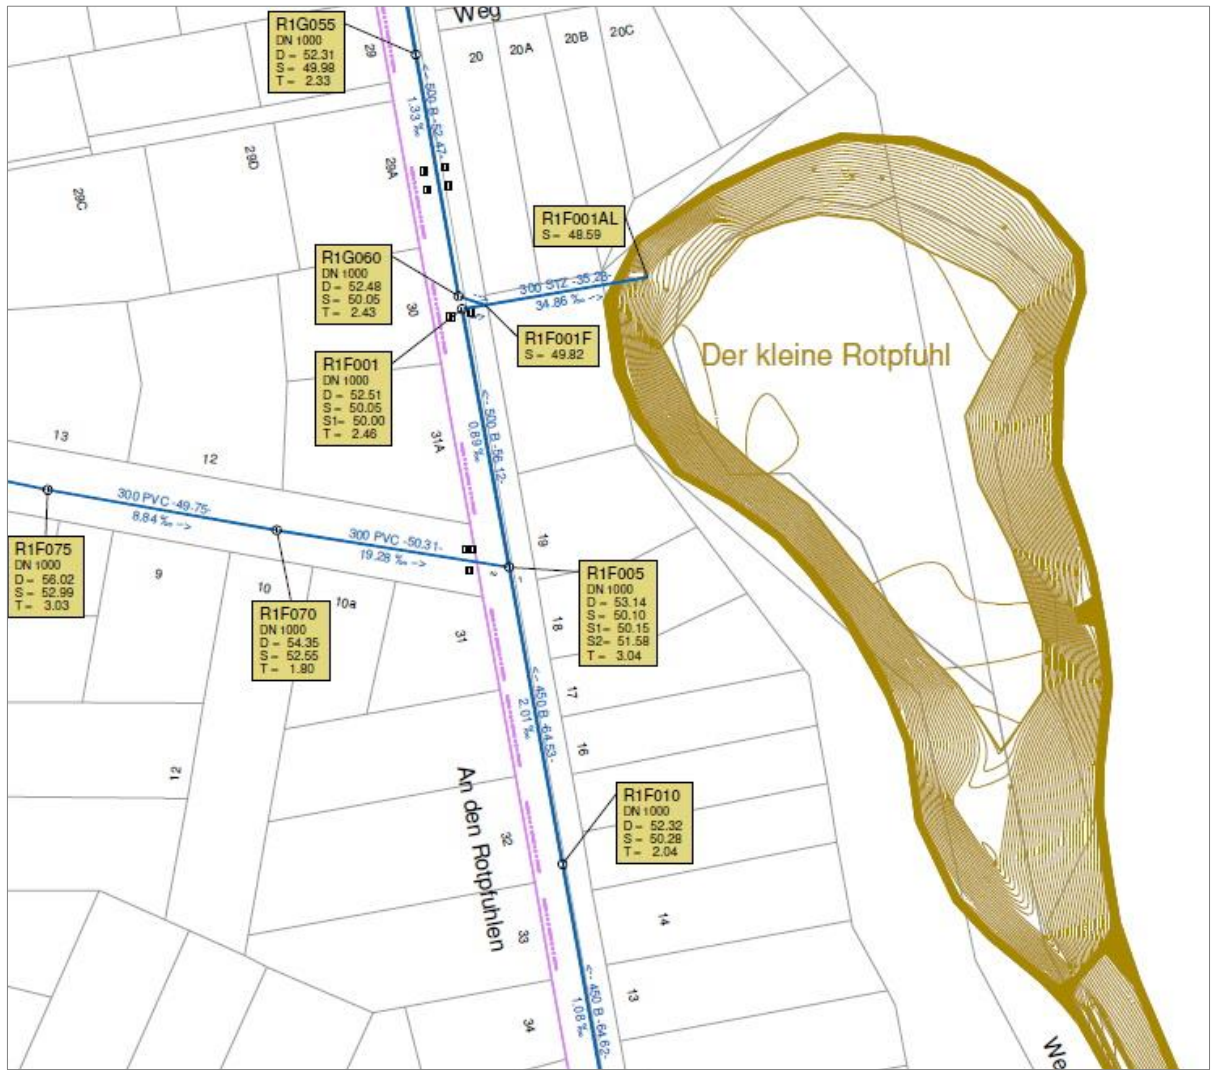 Weg
R1G055
DN 1000
D = 52.31
S = 49.98
T = 2.33
29
20
20A
20B
20C
<-- 500 B -52.47-
1.33 ‰
29D
29A
29C
R1F001AL
S = 48.59
R1G060
DN 1000
D = 52.48
S = 50.05
T = 2.43
300 STZ -35.28-
34.86 ‰ -->
30
R1F001F
S = 49.82
Der kleine Rotpfuhl
R1F001
DN 1000
D = 52.51
S = 50.05
S1= 50.00
T = 2.46
<-- 500 B -56.12-
0.89 ‰
31A
13
12
300 PVC -49.75-
8.84 ‰ -->
300 PVC -50.31-
19.28 ‰ -->
19
R1F075
DN 1000
D = 56.02
S = 52.99
T = 3.03
9
10
10a
R1F070
DN 1000
D = 54.35
S = 52.55
T = 1.80
R1F005
DN 1000
D = 53.14
S = 50.10
S1= 50.15
S2= 51.58
T = 3.04
18
31
17
<-- 450 B -64.53-
2.01 ‰
16
12
An den Rotpfuhlen
R1F010
DN 1000
D = 52.32
S = 50.28
T = 2.04
32
14
33
13
<-- 450 B -64.62-
1.08 ‰
34
We